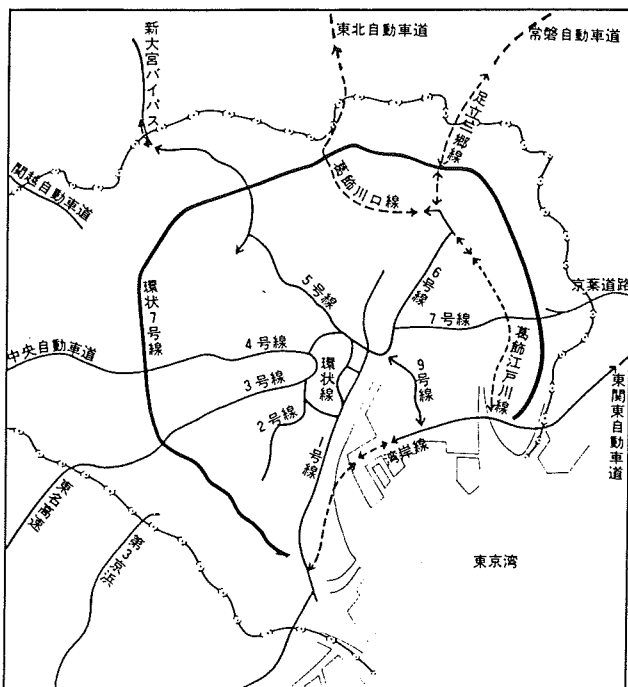 東北自動車道
常磐自動車道
新大宮バイパス
足立三郷線
関越自動車道
葛飾川口線
環状7号線
5号線
6号線
京葉道路
7号線
葛飾江戸川線
中央自動車道
4号線
環状線
9号線
3号線
2号線
1号線
湾岸線
東関東自動車道
東名高速
第3京浜
東京湾